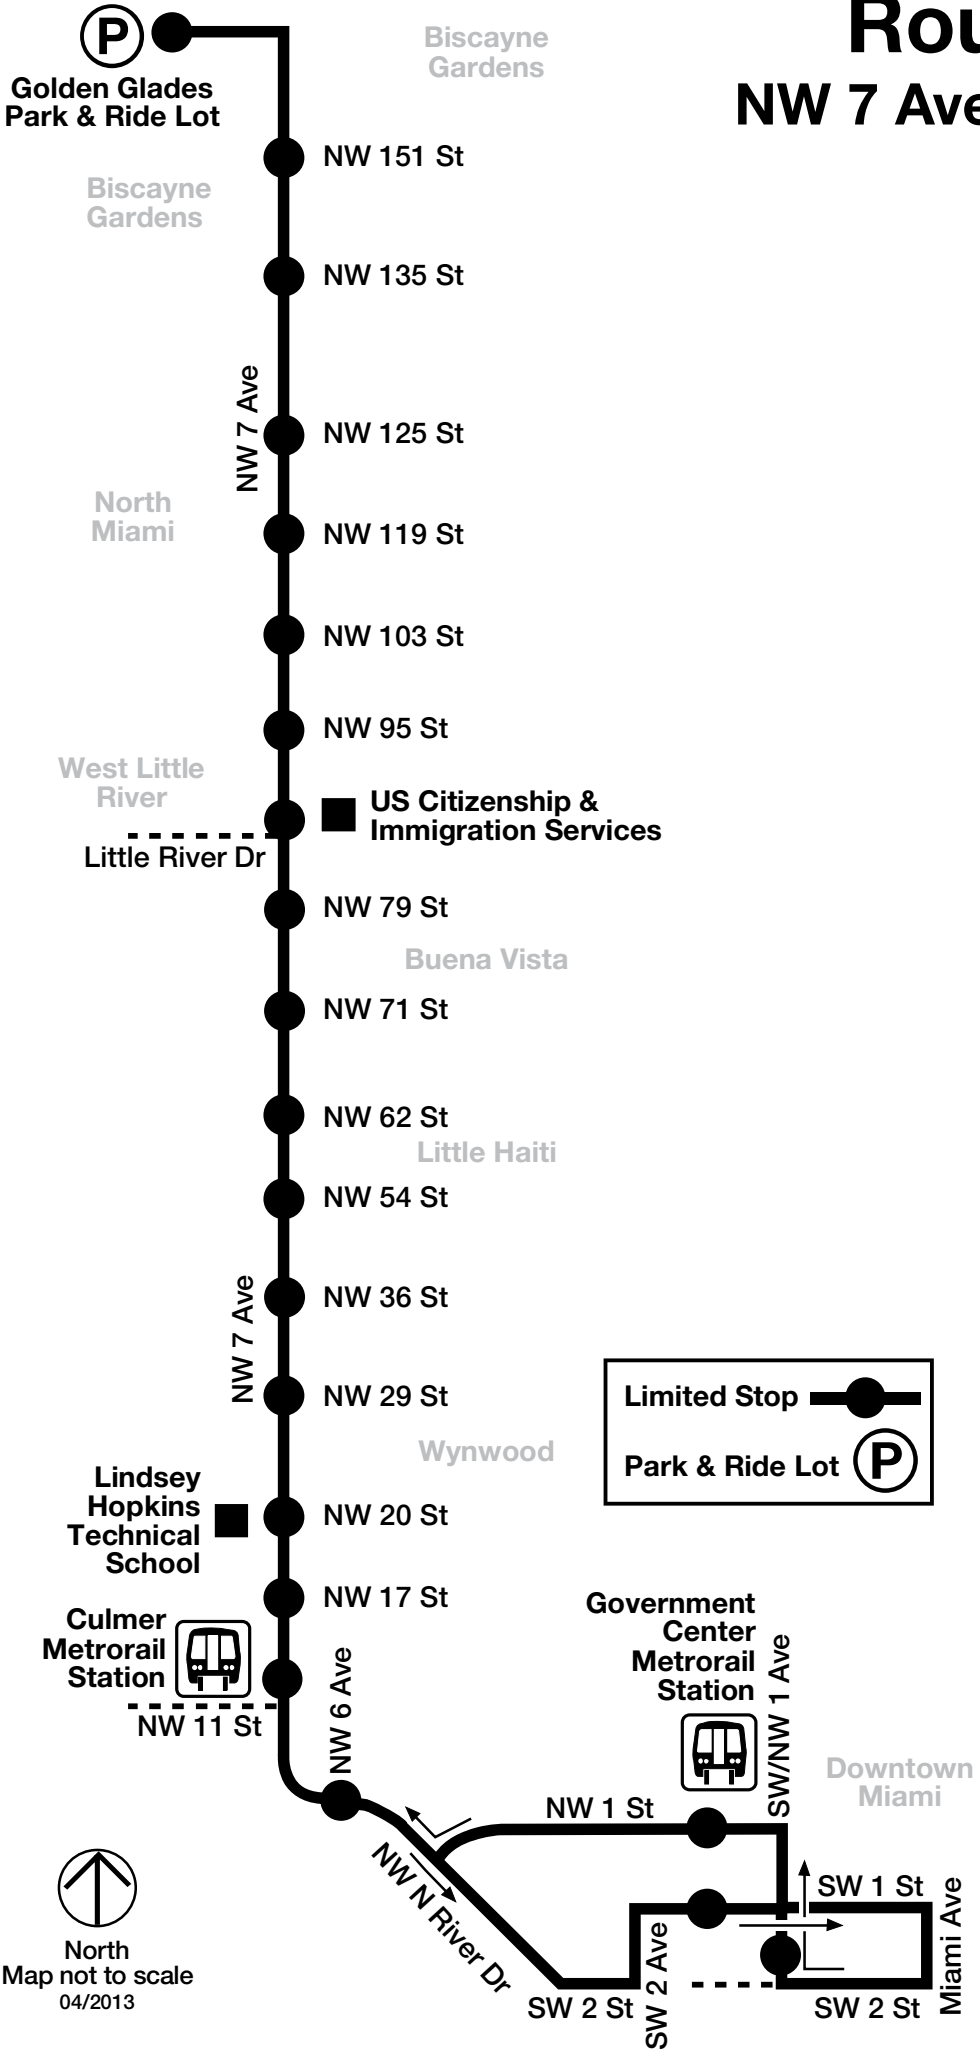 Rou
NW 7 Ave
P
Golden Glades
Park & Ride Lot
Biscayne
Gardens
NW 151 St
Biscayne
Gardens
NW 135 St
NW 7 Ave
NW 125 St
North
Miami
NW 119 St
NW 103 St
NW 95 St
West Little
River
US Citizenship &
Immigration Services
Little River Dr
NW 79 St
Buena Vista
NW 71 St
NW 62 St
Little Haiti
NW 54 St
NW 7 Ave
NW 36 St
NW 29 St
Limited Stop
Park & Ride Lot P
Wynwood
Lindsey
Hopkins
Technical
School
NW 20 St
NW 17 St
Culmer
Metrorail
Station
NW 11 St
NW 6 Ave
Government
Center
Metrorail
Station
SW/NW 1 Ave
Downtown
Miami
NW 1 St
NW N River Dr
SW 1 St
Miami Ave
SW 2 Ave
SW 2 St
SW 2 St
North
Map not to scale
04/2013